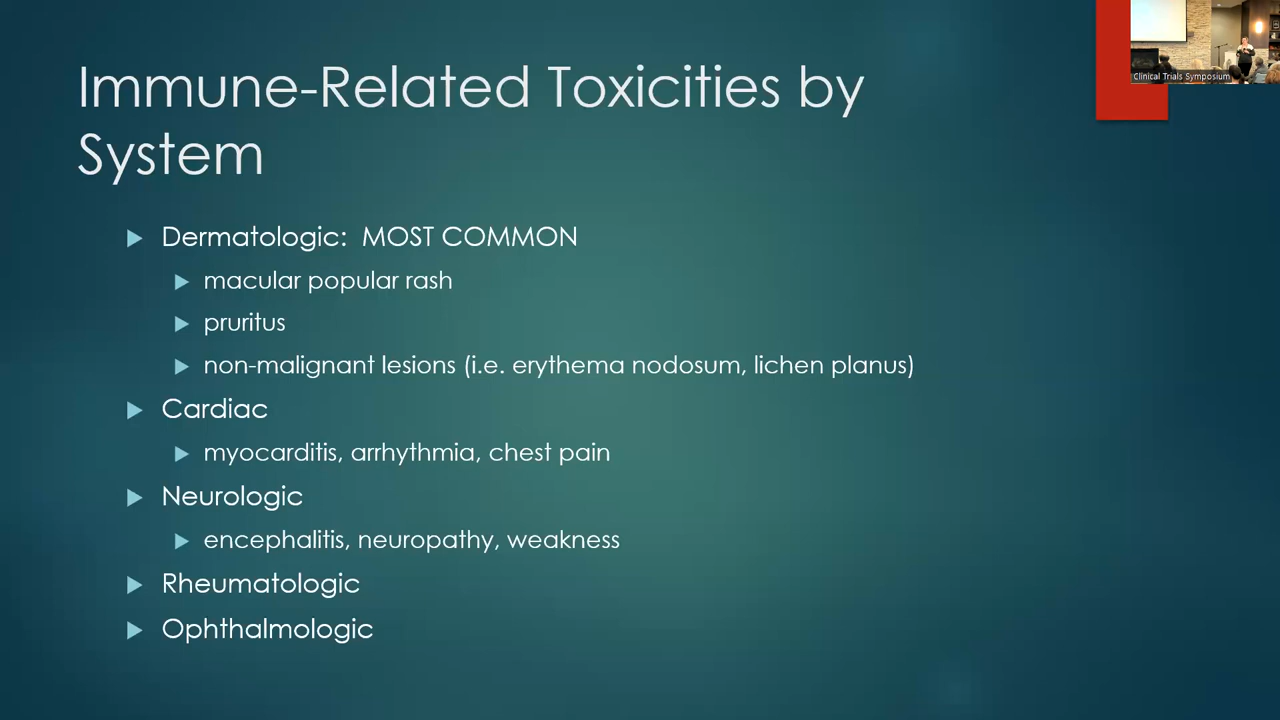 Clinical Trials Symposium
Immune-Related Toxicities by
System
Dermatologic: MOST COMMON
macular popular rash
pruritus
non-malignant lesions (i.e. erythema nodosum, lichen planus)
Cardiac
myocarditis, arrhythmia, chest pain
Neurologic
encephalitis, neuropathy, weakness
Rheumatologic
Ophthalmologic